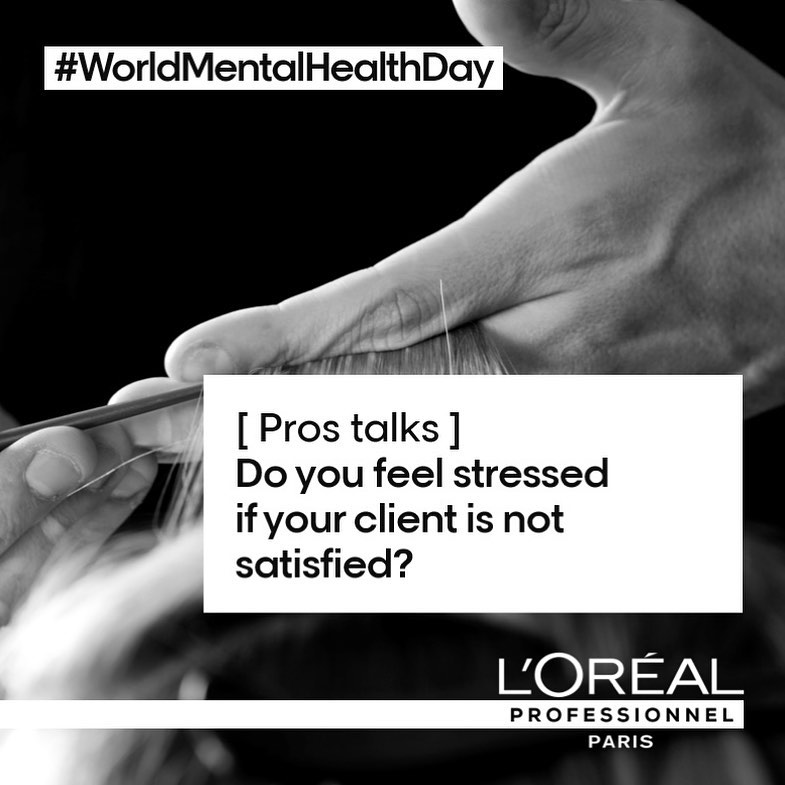 #WorldMentalHealthDay
[ Pros talks ]
Do you feel stressed
if your client is not
satisfied?
L'ORÉAL
PROFESSIONNEL
PARIS